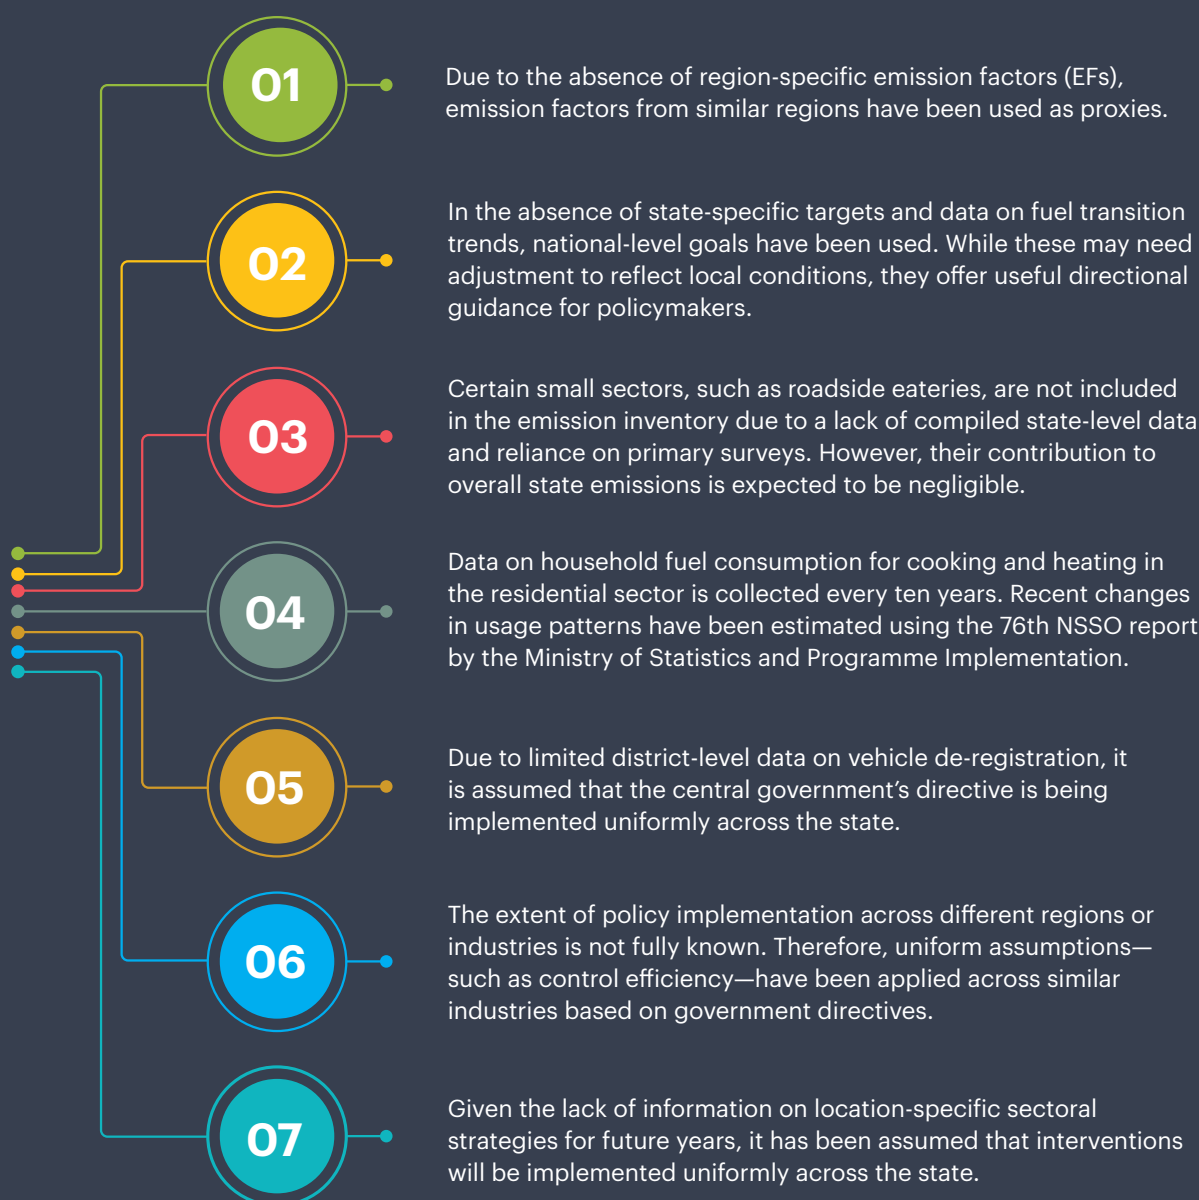 01
Due to the absence of region-specific emission factors (EFs),
emission factors from similar regions have been used as proxies.
02
In the absence of state-specific targets and data on fuel transition
trends, national-level goals have been used. While these may need
adjustment to reflect local conditions, they offer useful directional
guidance for policymakers.
03
Certain small sectors, such as roadside eateries, are not included
in the emission inventory due to a lack of compiled state-level data
and reliance on primary surveys. However, their contribution to
overall state emissions is expected to be negligible.
04
Data on household fuel consumption for cooking and heating in
the residential sector is collected every ten years. Recent changes
in usage patterns have been estimated using the 76th NSSO report
by the Ministry of Statistics and Programme Implementation.
05
Due to limited district-level data on vehicle de-registration, it
is assumed that the central government’s directive is being
implemented uniformly across the state.
06
The extent of policy implementation across different regions or
industries is not fully known. Therefore, uniform assumptions—
such as control efficiency—have been applied across similar
industries based on government directives.
07
Given the lack of information on location-specific sectoral
strategies for future years, it has been assumed that interventions
will be implemented uniformly across the state.